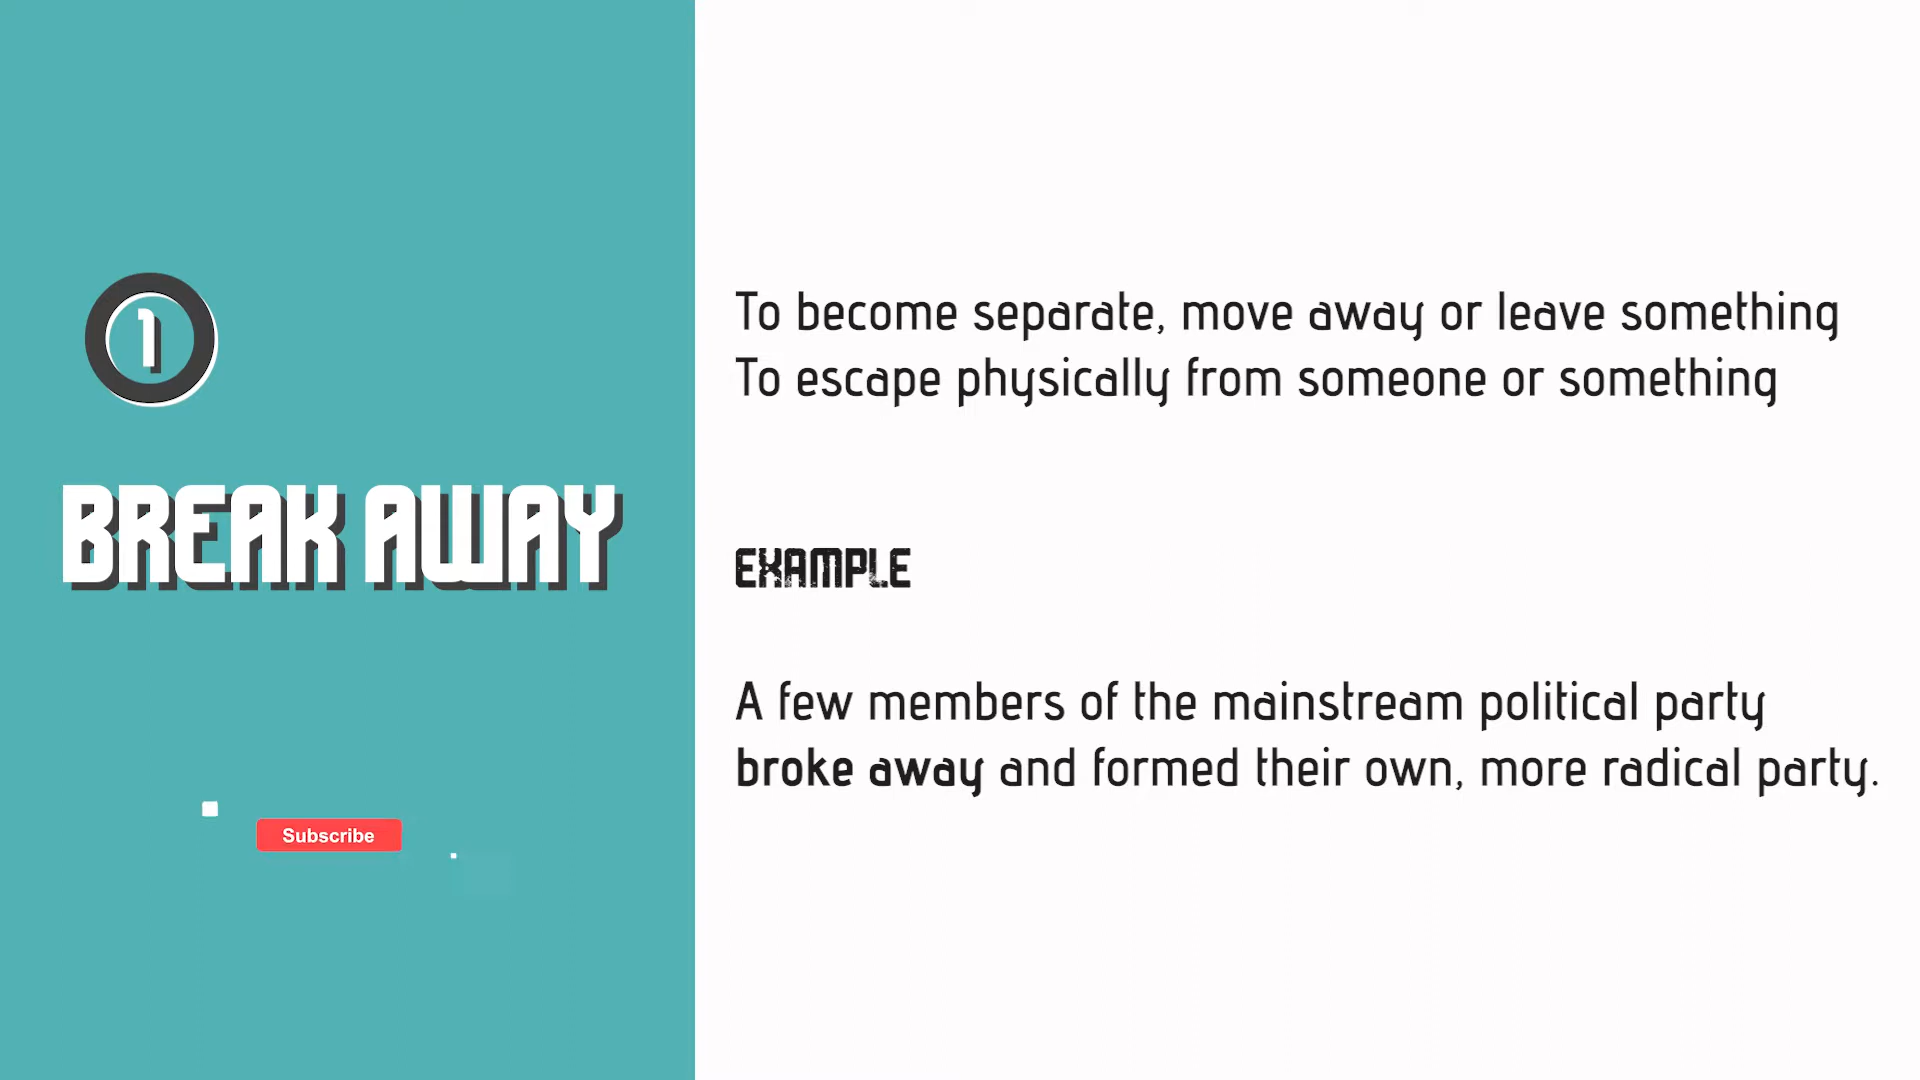 1
BREAK AWAY
Subscribe
To become separate, move away or leave something
To escape physically from someone or something
EXAMPLE
A few members of the mainstream political party
broke away and formed their own, more radical party.